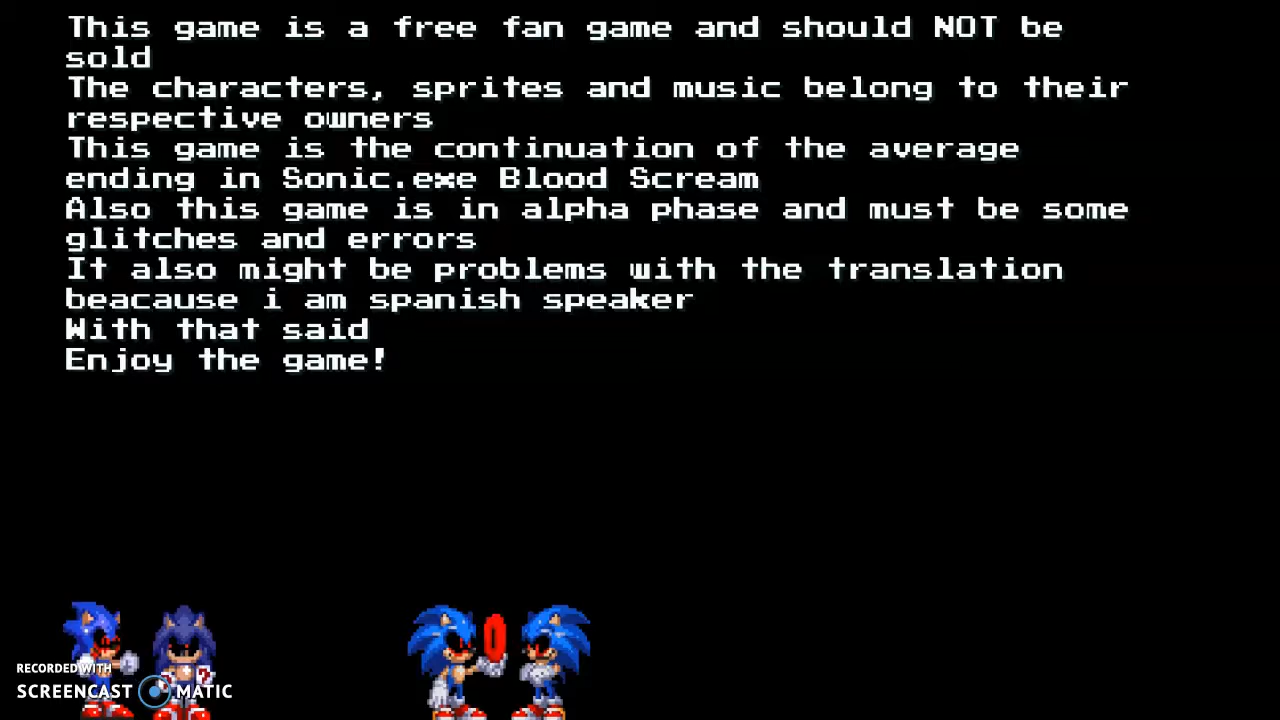 This game is a free fan game and should NOT be
sold
The characters, sprites and music belong to their
respective owners
This game is the continuation of the average
ending in Sonic.exe Blood Scream
Also this game is in alpha phase and must be some
glitches and errors
It also might be problems with the translation
beacause i am spanish speaker
With that said
Enjoy the game!
RECORDED WITH
SCREENCAST MATIC